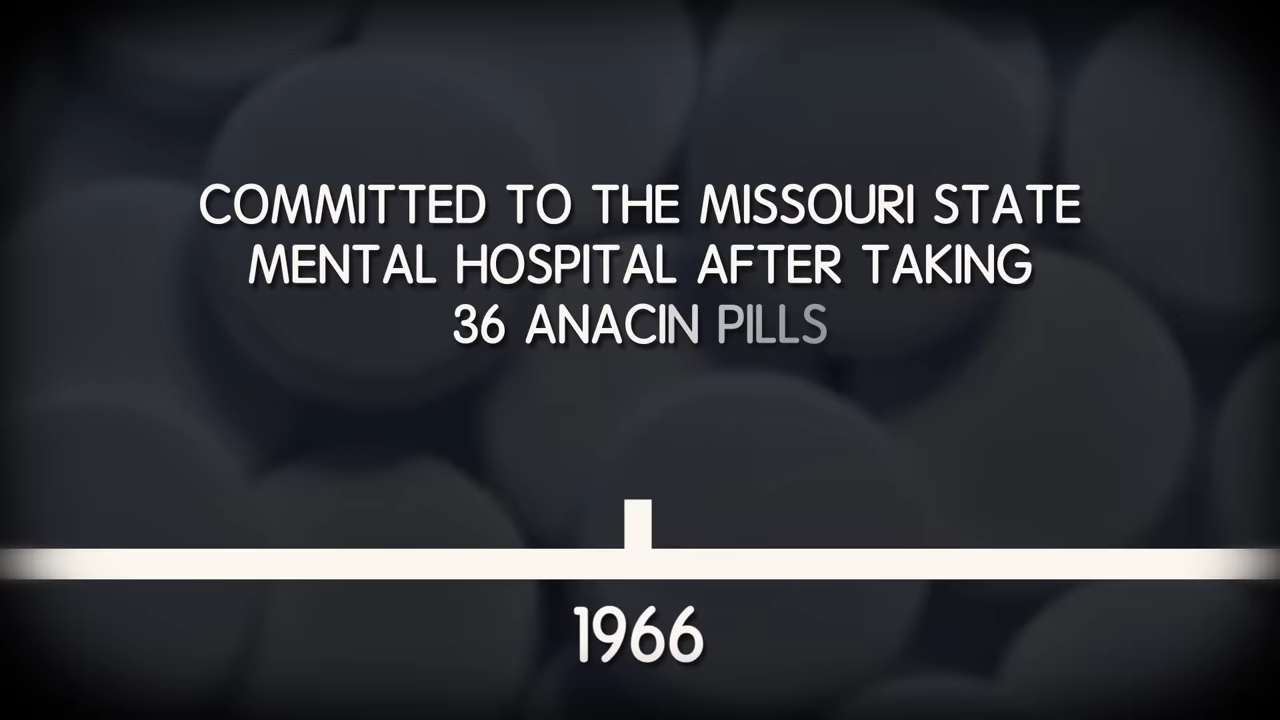 COMMITTED TO THE MISSOURI STATE
MENTAL HOSPITAL AFTER TAKING
36 ANACIN PILLS
1966